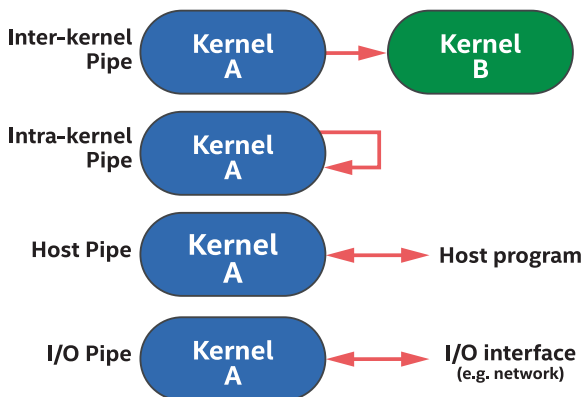 Inter-kernel
Pipe
Kernel
A
Kernel
B
Intra-kernel
Pipe
Kernel
A
Host Pipe
Kernel
A
Host program
I/O Pipe
Kernel
A
I/O interface
(e.g. network)